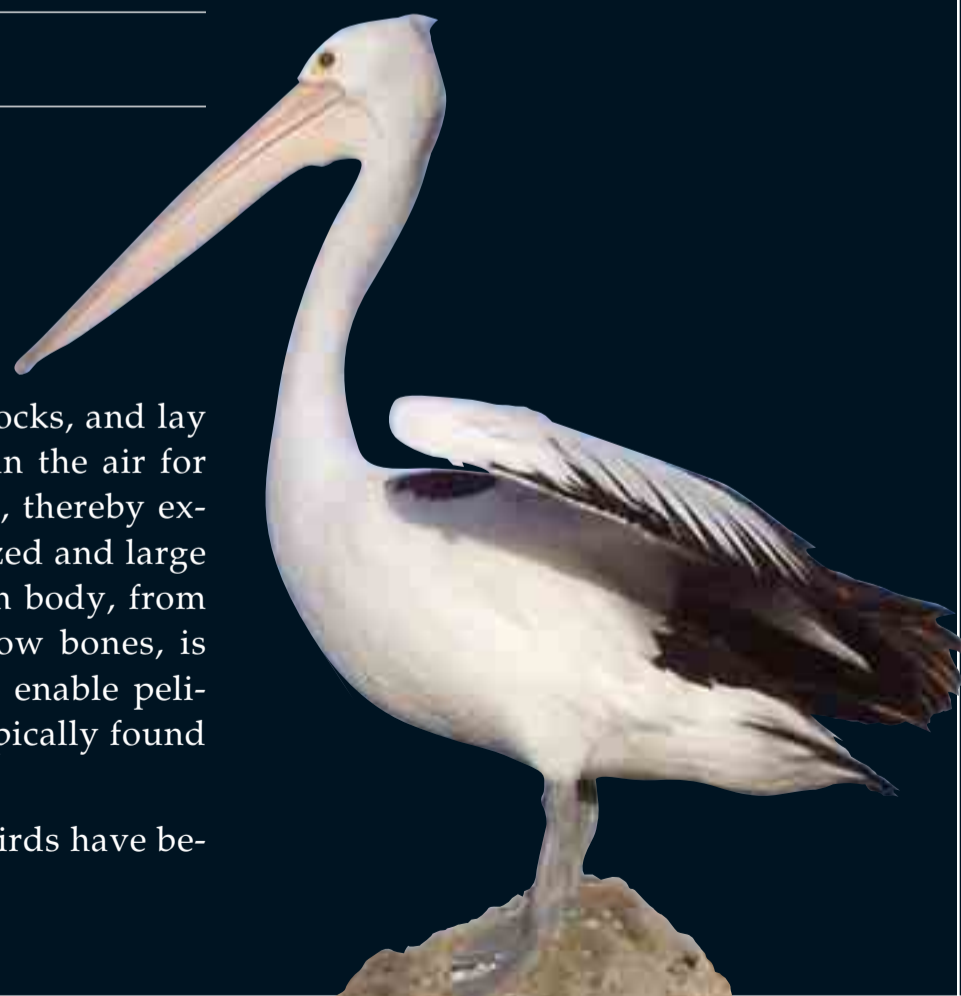 ocks, and lay
in the air for
, thereby ex-
zed and large
n body, from
ow bones, is
enable peli-
pically found
irds have be-